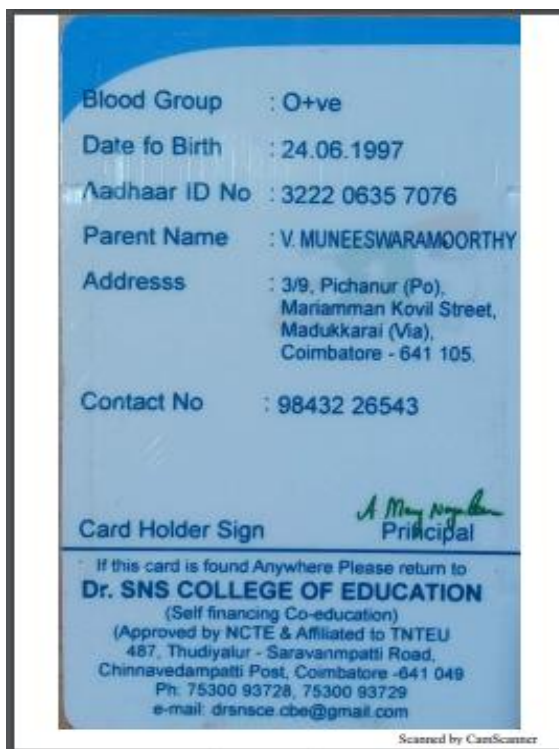 Blood Group : O+ve
Date fo Birth : 24.06.1997
Aadhaar ID No : 3222 0635 7076
Parent Name : V. MUNEESWARAMOORTHY
Addresss : 3/9, Pichanur (Po),
Mariamman Kovil Street,
Madukkarai (Via),
Coimbatore - 641 105.
Contact No : 98432 26543
Card Holder Sign Principal
If this card is found Anywhere Please return to
Dr. SNS COLLEGE OF EDUCATION
(Self financing Co-education)
(Approved by NCTE & Affiliated to TNTEU
487, Thudiyalur - Saravanmpatti Road,
Chinnavedampatti Post, Coimbatore -641 049
Ph: 75300 93728, 75300 93729
e-mail: drsnsce.cbe@gmail.com
Scanned by CamScanner